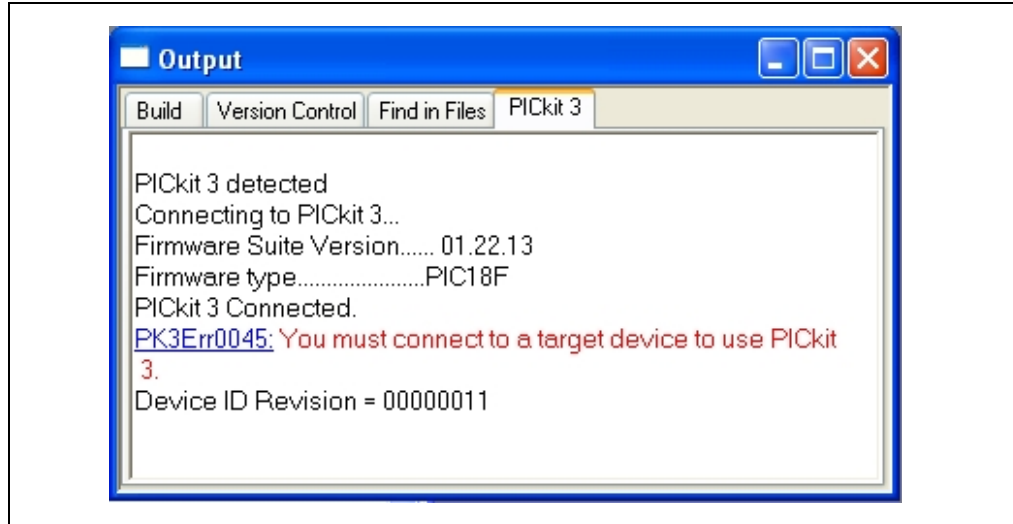 Output
Build Version Control Find in Files PICkit 3
PICkit 3 detected
Connecting to PICkit 3...
Firmware Suite Version...... 01.22.13
Firmware type......................PIC18F
PICkit 3 Connected.
PK3Err0045: You must connect to a target device to use PICkit
3.
Device ID Revision = 00000011